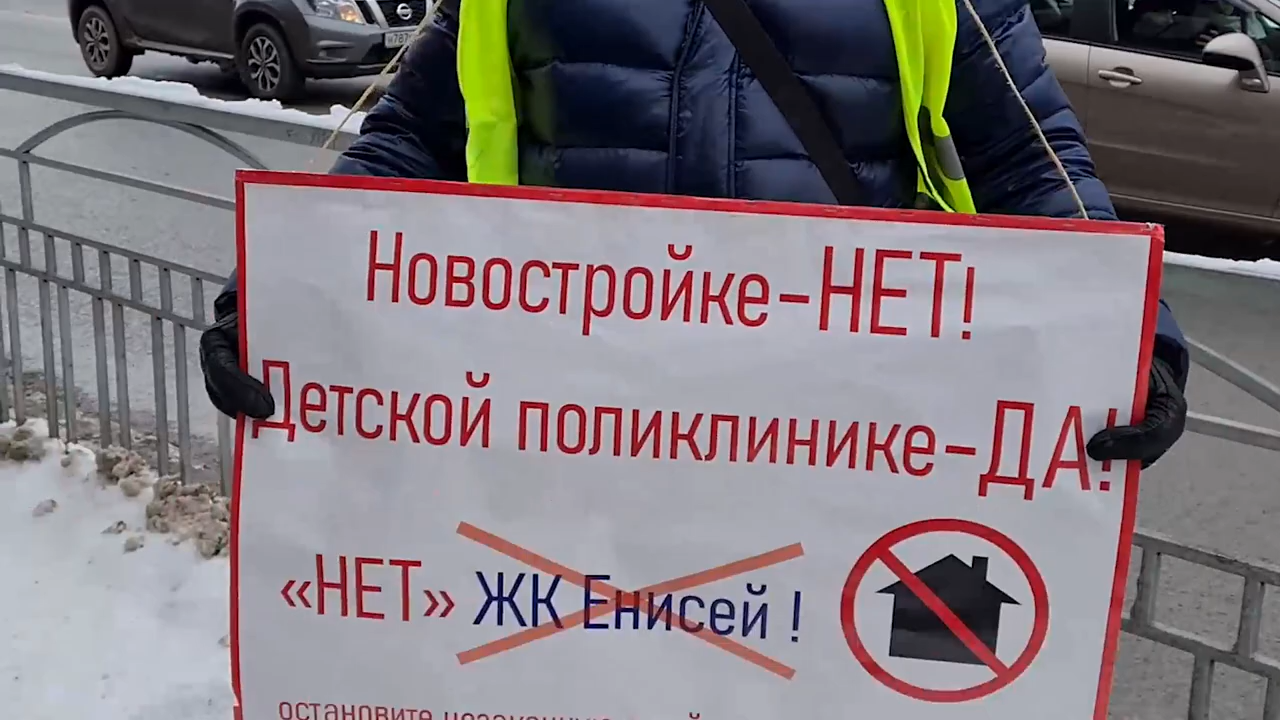 Новостройке-НЕТ!
Детской поликлинике-ДА!
«НЕТ» ЖК Енисей !
остановите